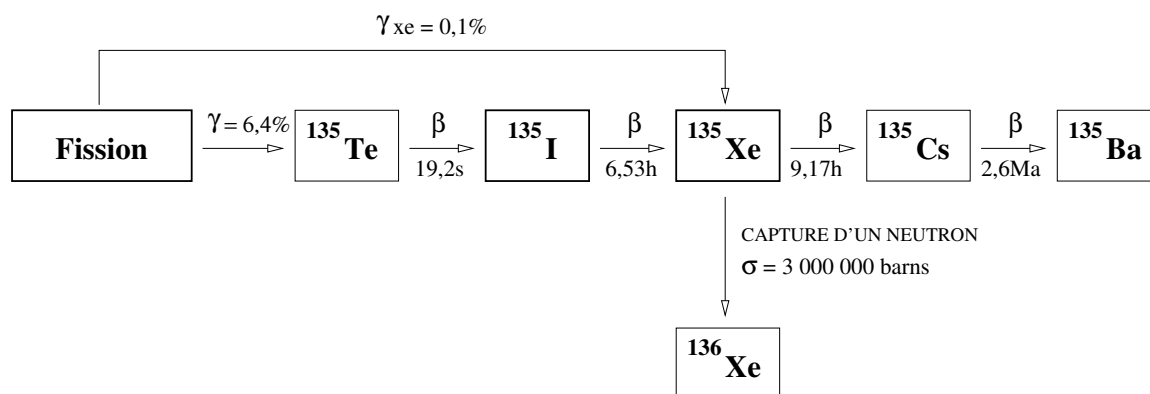 γxe = 0,1%
Fission
γ = 6,4%
135Te
β
19,2s
135I
β
6,53h
135Xe
β
9,17h
135Cs
β
2,6Ma
135Ba
CAPTURE D'UN NEUTRON
σ = 3 000 000 barns
136Xe